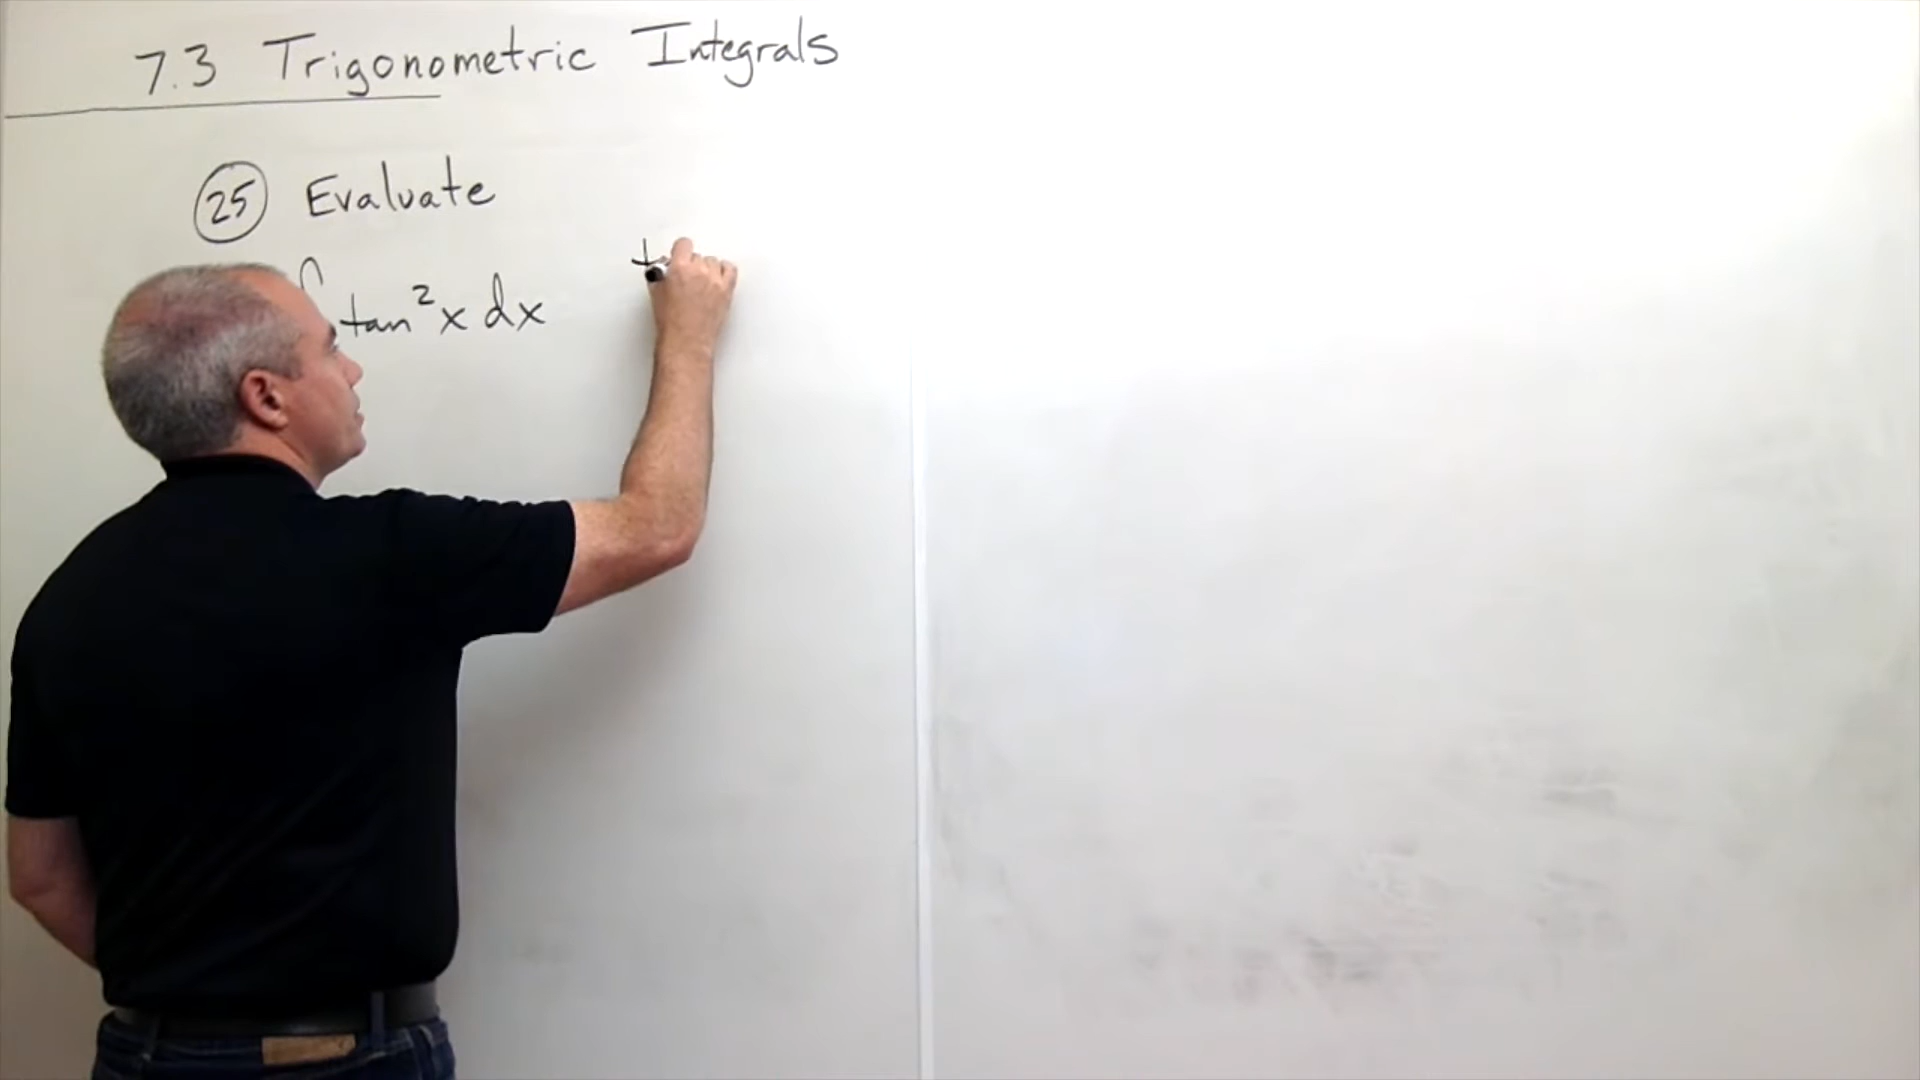 7.3 Trigonometric Integrals
25 Evaluate
∫tan²x dx
t